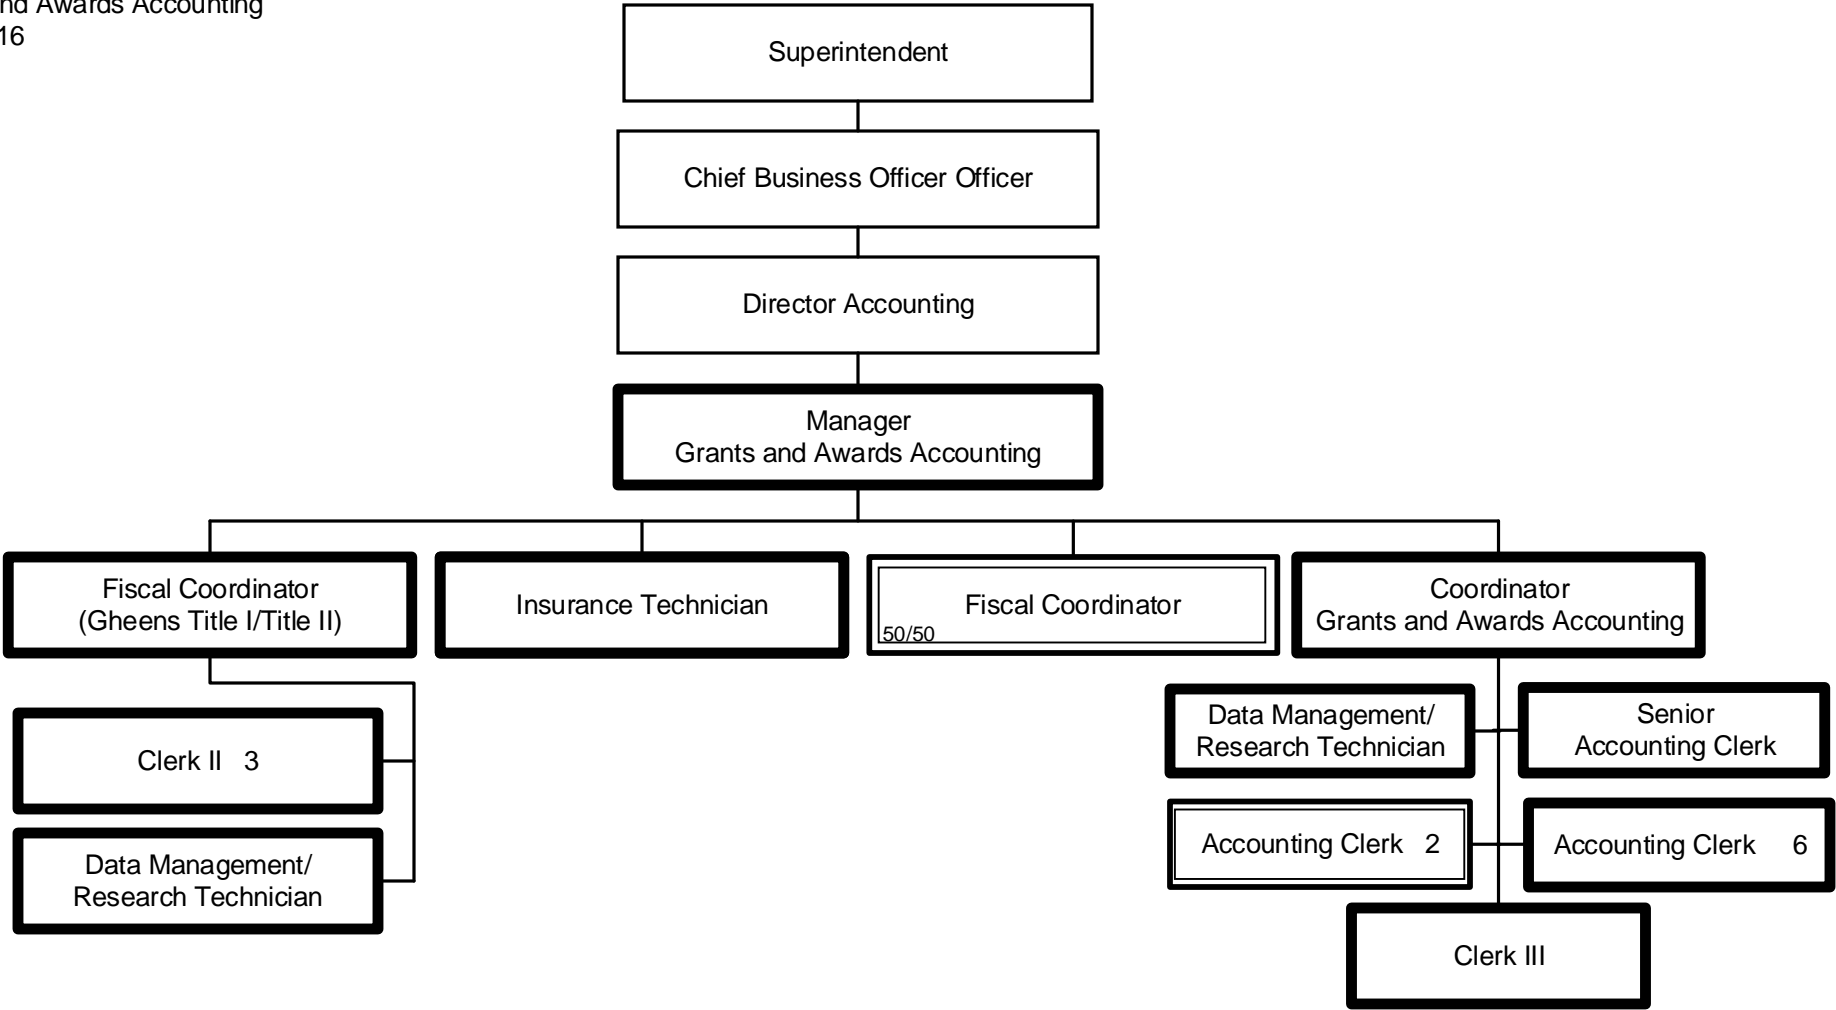 nd Awards Accounting
16
Superintendent
Chief Business Officer Officer
Director Accounting
Manager
Grants and Awards Accounting
Fiscal Coordinator
(Gheens Title I/Title II)
Insurance Technician
Fiscal Coordinator
50/50
Coordinator
Grants and Awards Accounting
Clerk II 3
Data Management/
Research Technician
Data Management/
Research Technician
Senior
Accounting Clerk
Accounting Clerk 2
Accounting Clerk 6
Clerk III